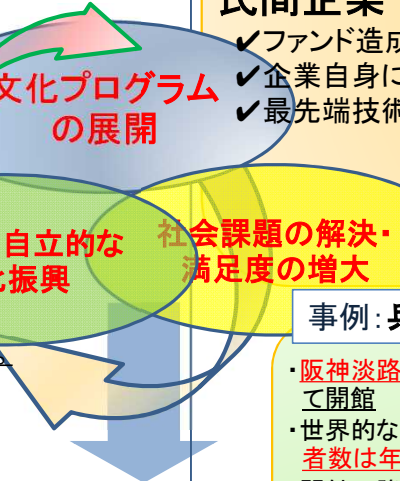 民間企業
✔ファンド造成
✔企業自身に
✔最先端技術
文化プログラム
の展開
自立的な
振興
社会課題の解決・
満足度の増大
事例：兵
・阪神淡路
て開館
・世界的な
者数は年